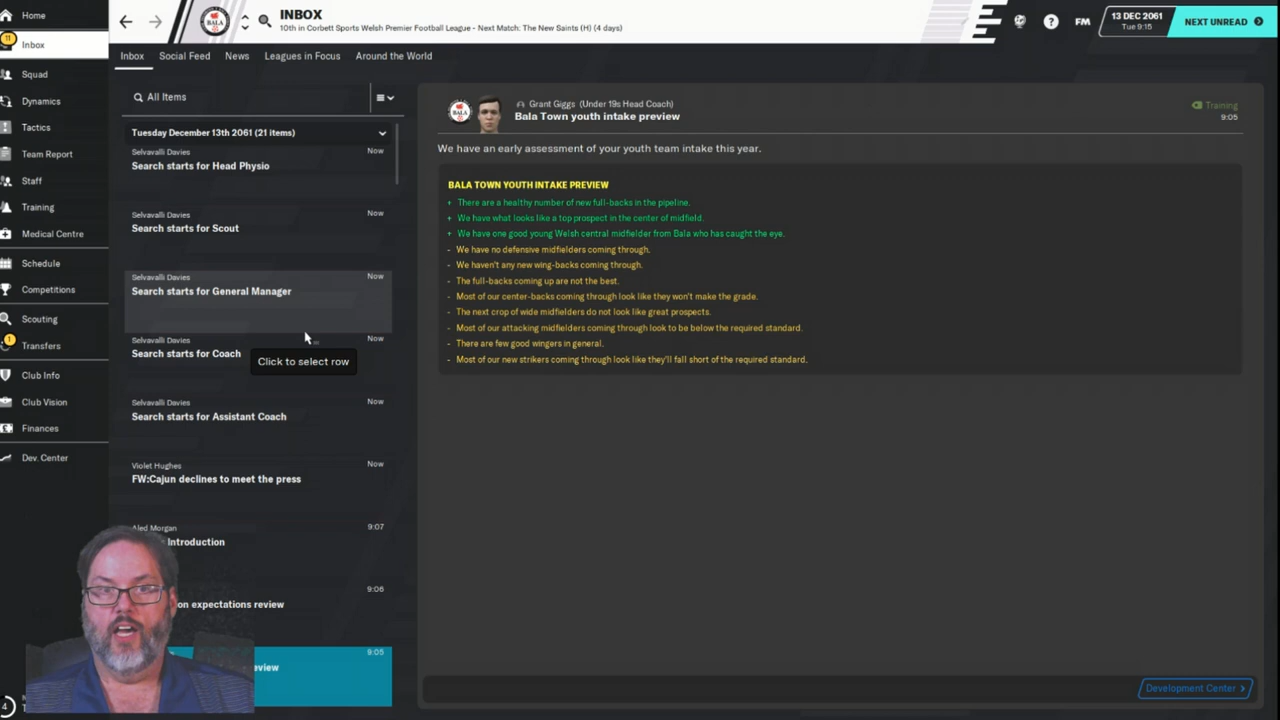 Home
INBOX
10th in Corbett Sports Welsh Premier Football League - Next Match: The New Saints (H) (4 days)
FM
13 DEC 2061
Tue 9:15
NEXT UNREAD
11
Inbox
Squad
Dynamics
Tactics
Team Report
Staff
Training
Medical Centre
Schedule
Competitions
Scouting
1
Transfers
Club Info
Club Vision
Finances
Dev. Center
4
Inbox
Social Feed
News
Leagues in Focus
Around the World
All Items
Tuesday December 13th 2061 (21 items)
Selvavalli Davies
Now
Search starts for Head Physio
Selvavalli Davies
Now
Search starts for Scout
Selvavalli Davies
Now
Search starts for General Manager
Selvavalli Davies
Now
Search starts for Coach
Click to select row
Selvavalli Davies
Now
Search starts for Assistant Coach
Violet Hughes
Now
FW:Cajun declines to meet the press
Aled Morgan
9:07
Introduction
9:06
on expectations review
9:05
eview
BALA
Grant Giggs (Under 19s Head Coach)
Bala Town youth intake preview
Training
9:05
We have an early assessment of your youth team intake this year.
BALA TOWN YOUTH INTAKE PREVIEW
+ There are a healthy number of new full-backs in the pipeline.
+ We have what looks like a top prospect in the center of midfield.
+ We have one good young Welsh central midfielder from Bala who has caught the eye.
- We have no defensive midfielders coming through.
- We haven't any new wing-backs coming through.
- The full-backs coming up are not the best.
- Most of our center-backs coming through look like they won't make the grade.
- The next crop of wide midfielders do not look like great prospects.
- Most of our attacking midfielders coming through look to be below the required standard.
- There are few good wingers in general.
- Most of our new strikers coming through look like they'll fall short of the required standard.
Development Center